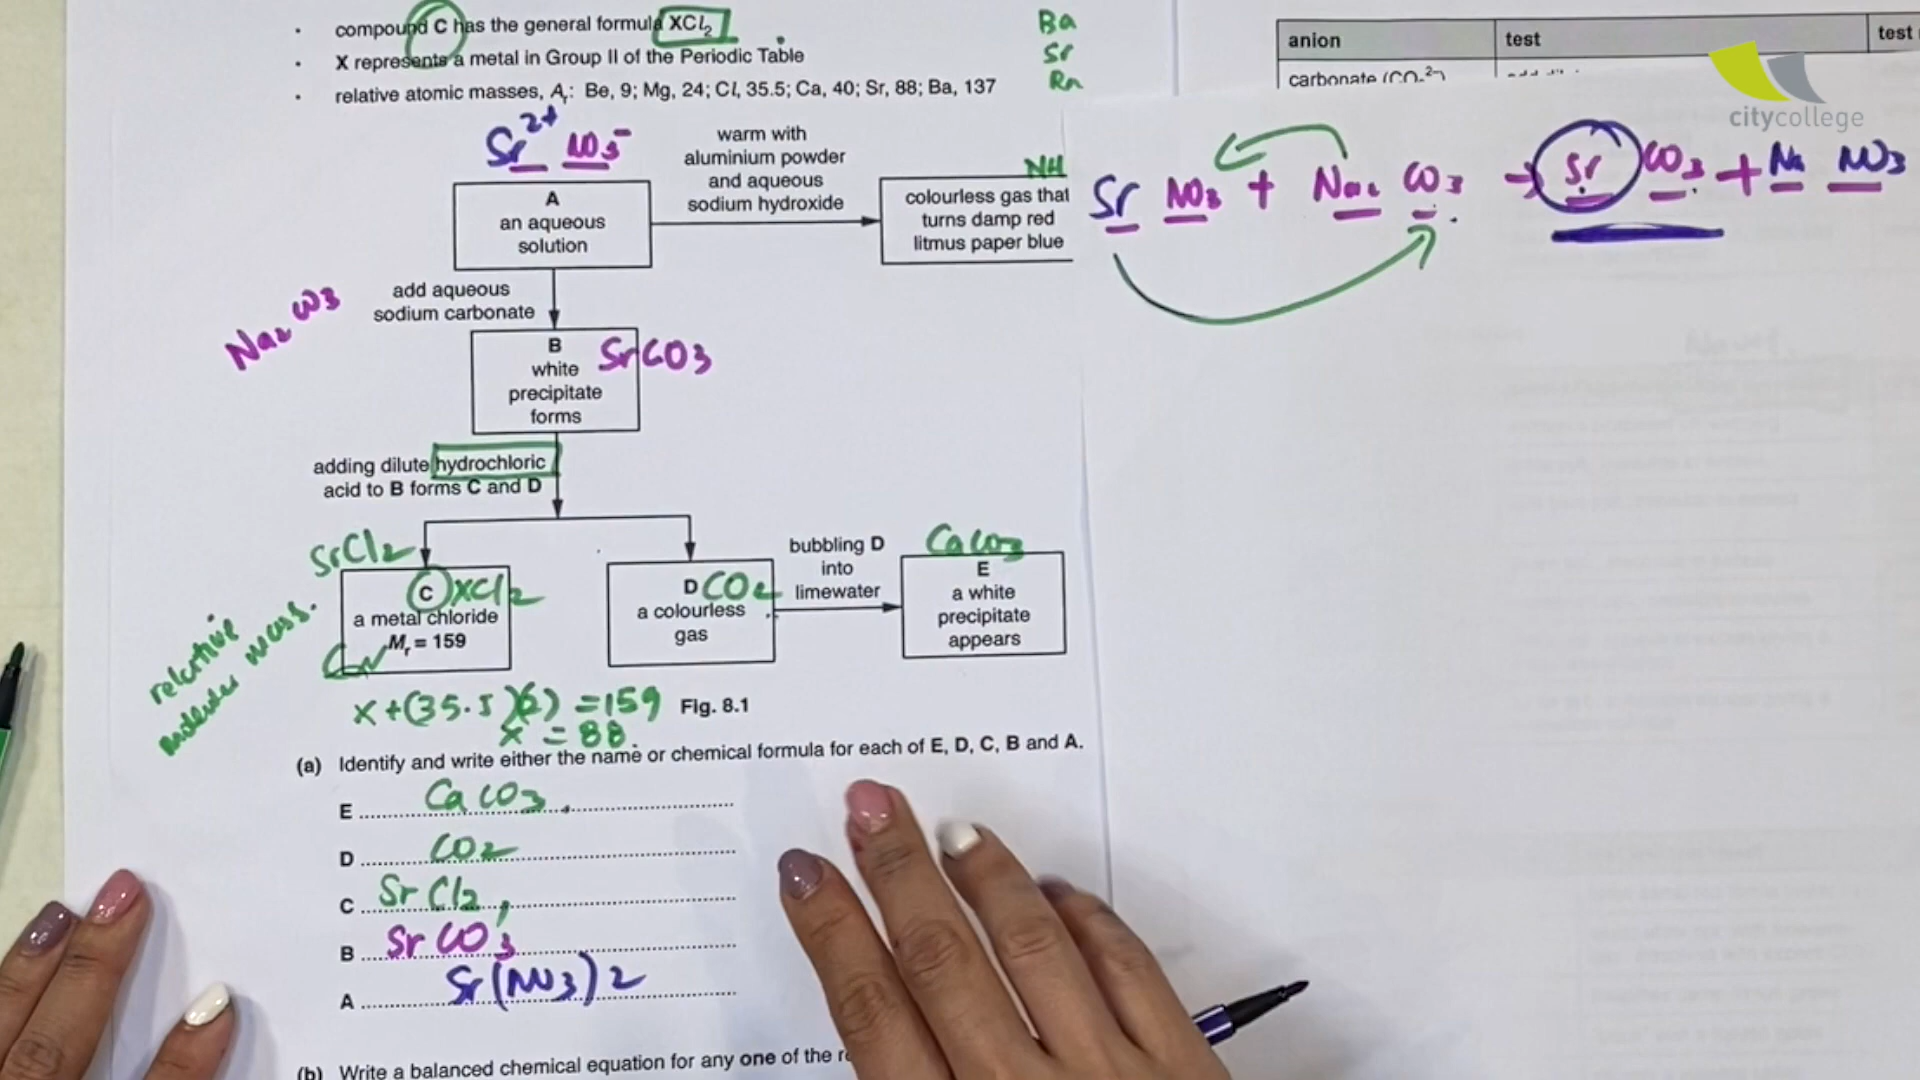 • compound C has the general formula XCl2
• X represents a metal in Group II of the Periodic Table
• relative atomic masses, Ar: Be, 9; Mg, 24; Cl, 35.5; Ca, 40; Sr, 88; Ba, 137
Ba
Sr
Ra
anion test test
carbonate (CO3 2–)
citycollege
Sr2+ NO3–
A
an aqueous
solution
warm with
aluminium powder
and aqueous
sodium hydroxide
NH
colourless gas that
turns damp red
litmus paper blue
Sr NO3 + Na2 CO3 → Sr CO3 + Na NO3
Na2CO3
add aqueous
sodium carbonate
B
white
precipitate
forms
SrCO3
adding dilute hydrochloric
acid to B forms C and D
SrCl2
C XCl2
a metal chloride
Mr = 159
relative
molecular mass.
D CO2
a colourless
gas
bubbling D
into
limewater
CaCO3
E
a white
precipitate
appears
x + (35.5)(2) = 159
x = 88.
Fig. 8.1
(a) Identify and write either the name or chemical formula for each of E, D, C, B and A.
E CaCO3
D CO2
C SrCl2
B SrCO3
A Sr(NO3)2
(b) Write a balanced chemical equation for any one of the